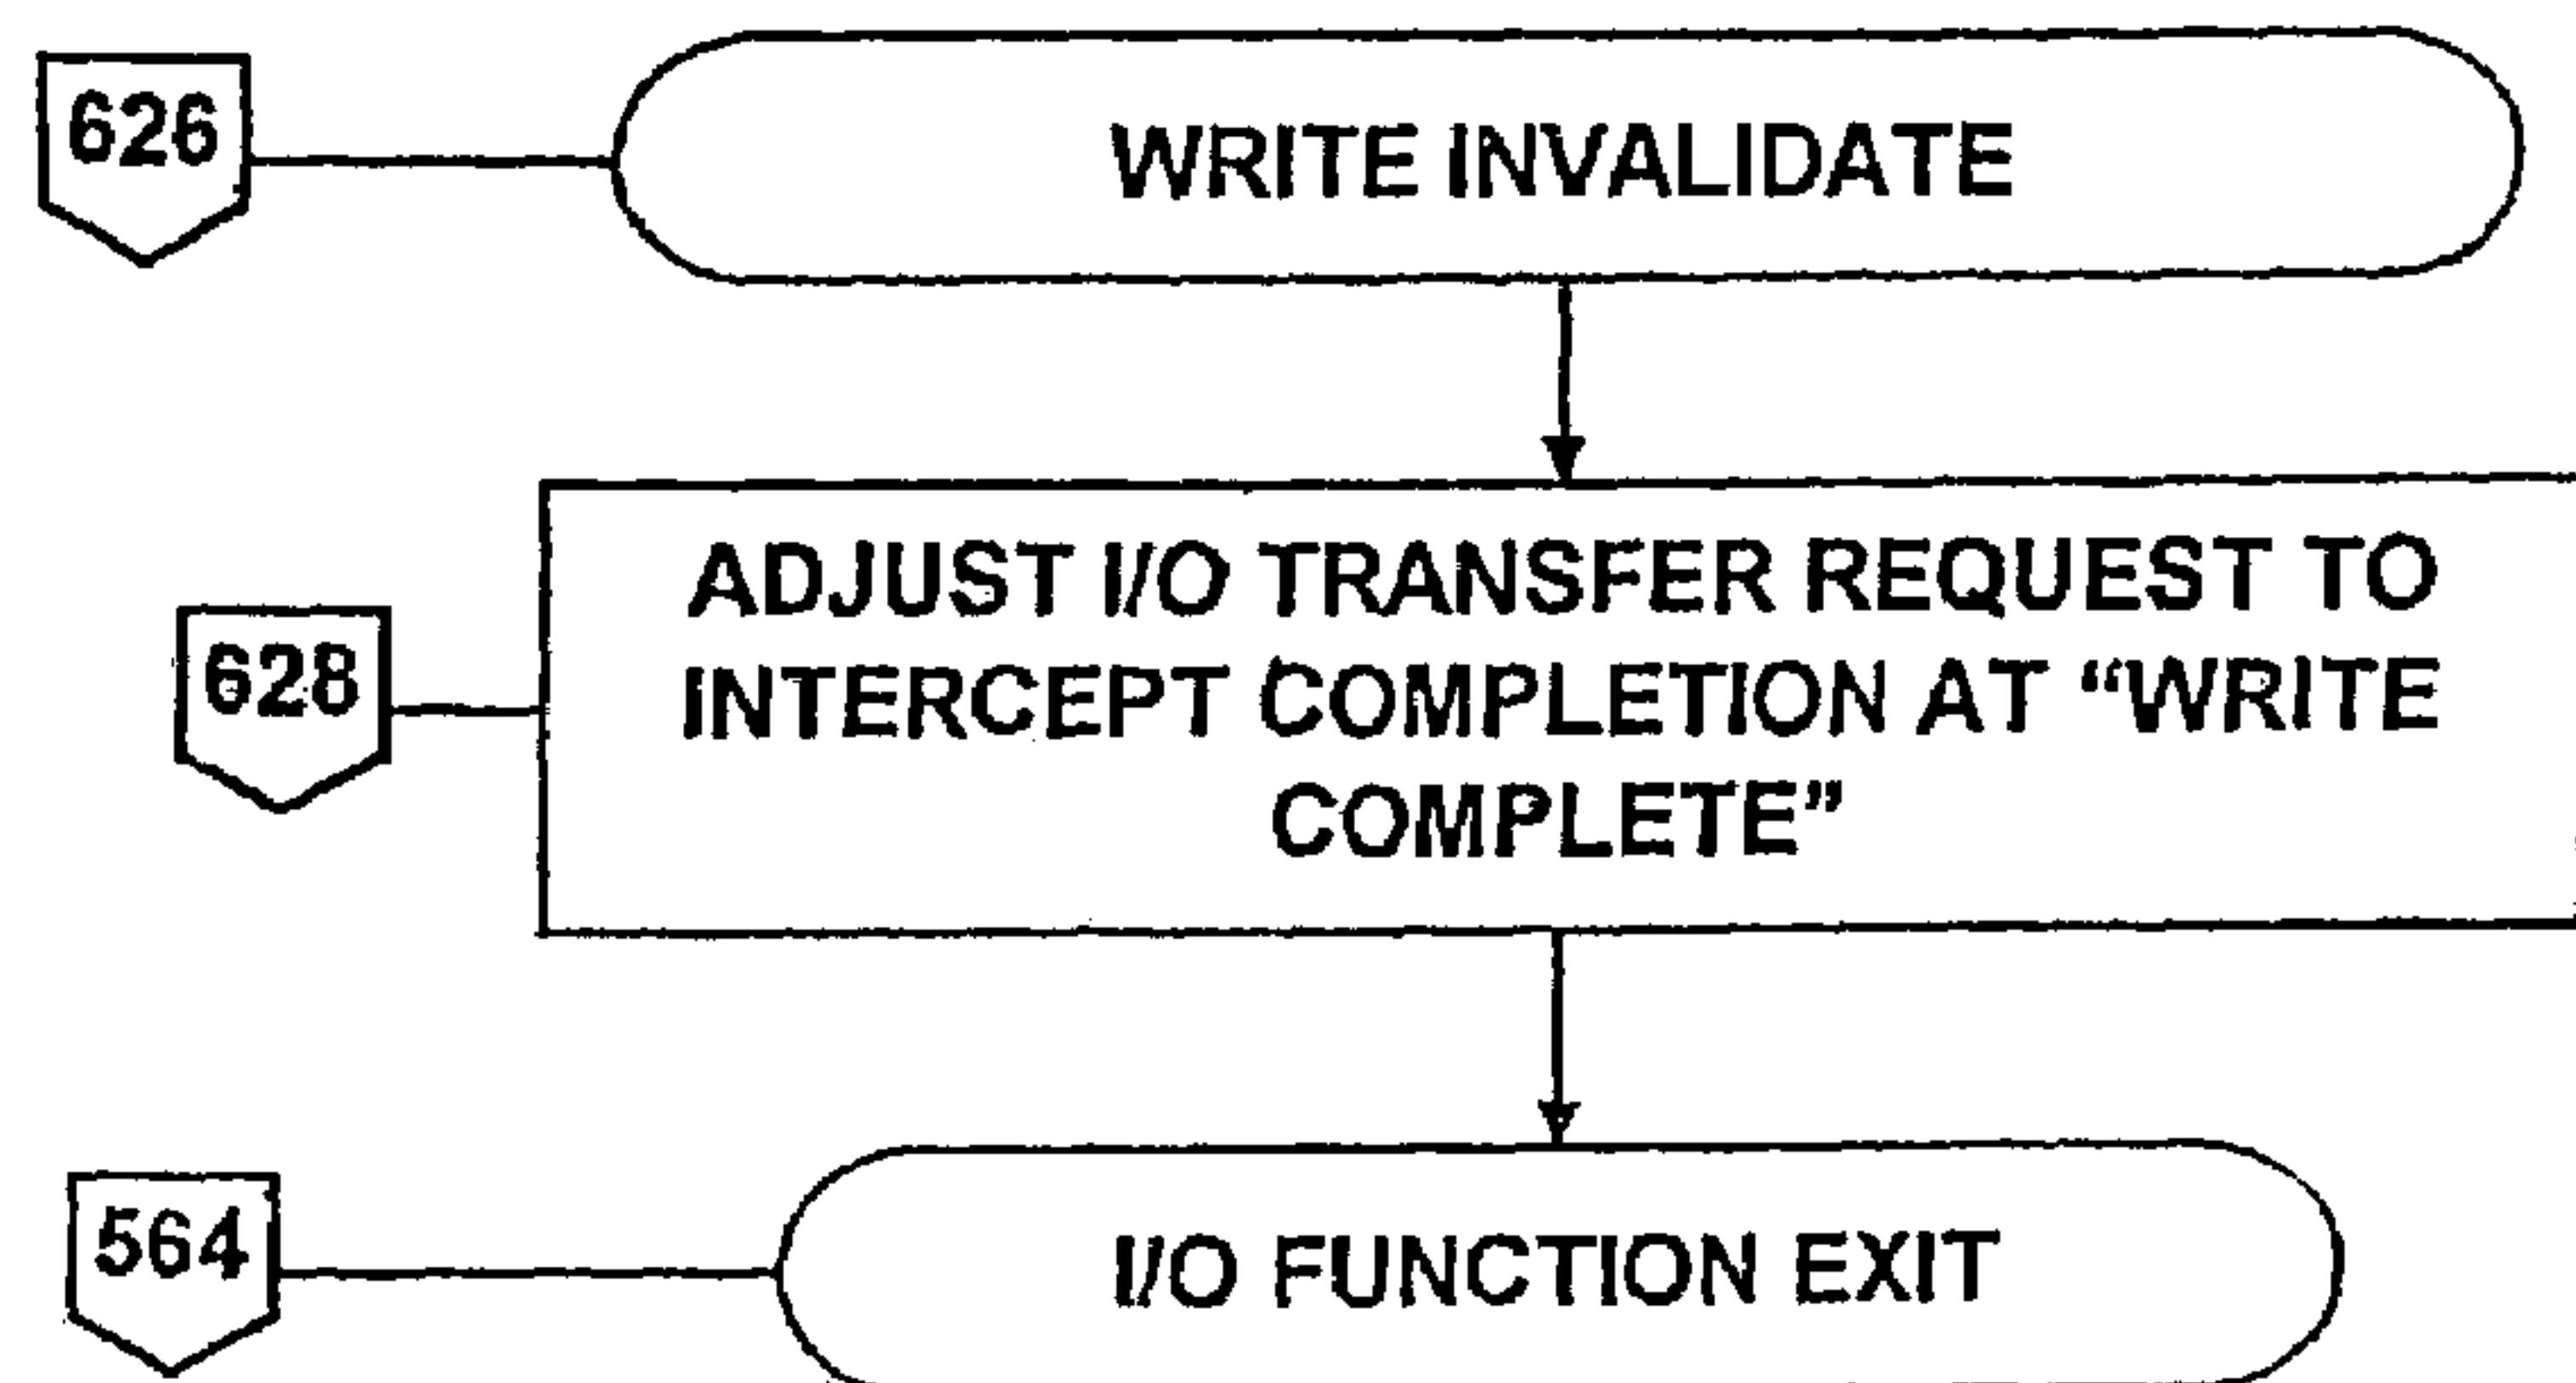 626
WRITE INVALIDATE
ADJUST I/O TRANSFER REQUEST TO
628
INTERCEPT COMPLETION AT “WRITE
COMPLETE”
564
I/O FUNCTION EXIT